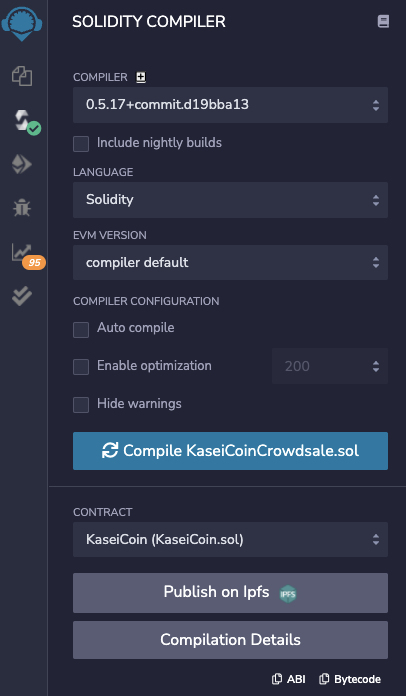 SOLIDITY COMPILER
COMPILER
0.5.17+commit.d19bba13
Include nightly builds
LANGUAGE
Solidity
EVM VERSION
compiler default
95
COMPILER CONFIGURATION
Auto compile
Enable optimization 200
Hide warnings
Compile KaseiCoinCrowdsale.sol
CONTRACT
KaseiCoin (KaseiCoin.sol)
Publish on Ipfs IPFS
Compilation Details
ABI Bytecode